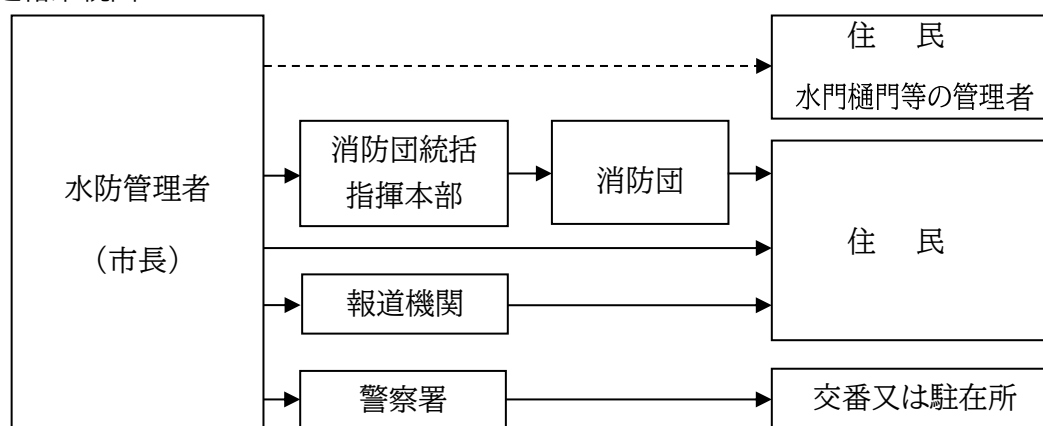 住　民
水門樋門等の管理者
消防団統括
指揮本部
消防団
水防管理者
（市長）
住　民
報道機関
警察署
交番又は駐在所